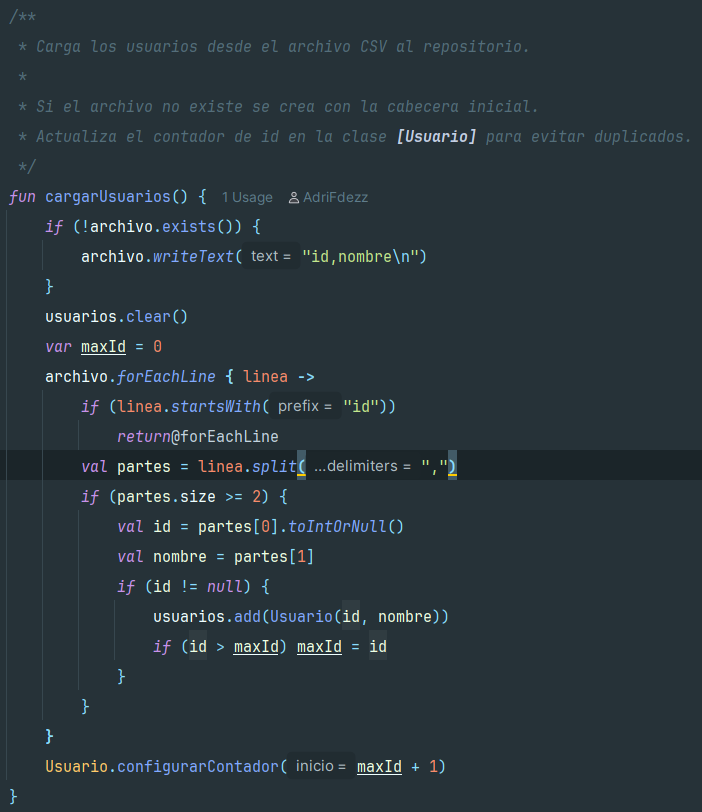 /**
 * Carga los usuarios desde el archivo CSV al repositorio.
 *
 * Si el archivo no existe se crea con la cabecera inicial.
 * Actualiza el contador de id en la clase [Usuario] para evitar duplicados.
 */
fun cargarUsuarios() { 1 Usage AdriFdezz
    if (!archivo.exists()) {
        archivo.writeText( text = "id,nombre\n")
    }
    usuarios.clear()
    var maxId = 0
    archivo.forEachLine { linea ->
        if (linea.startsWith( prefix = "id"))
            return@forEachLine
        val partes = linea.split( ...delimiters = ",")
        if (partes.size >= 2) {
            val id = partes[0].toIntOrNull()
            val nombre = partes[1]
            if (id != null) {
                usuarios.add(Usuario(id, nombre))
                if (id > maxId) maxId = id
            }
        }
    }
    Usuario.configurarContador( inicio = maxId + 1)
}